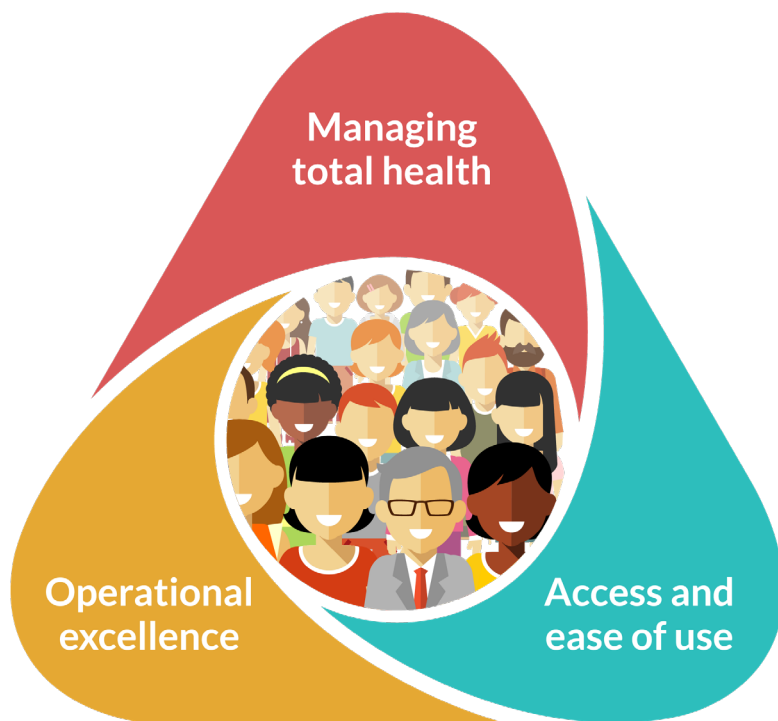 Managing
total health
Operational
excellence
Access and
ease of use